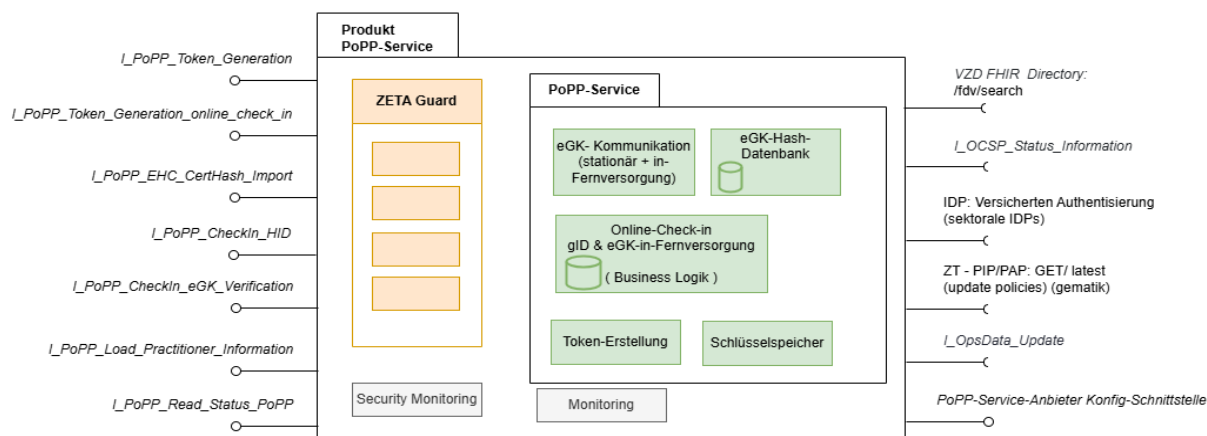 Produkt
PoPP-Service
I_PoPP_Token_Generation
I_PoPP_Token_Generation_online_check_in
I_PoPP_EHC_CertHash_Import
I_PoPP_CheckIn_HID
I_PoPP_CheckIn_eGK_Verification
I_PoPP_Load_Practitioner_Information
I_PoPP_Read_Status_PoPP
ZETA Guard
Security Monitoring
PoPP-Service
eGK- Kommunikation
(stationär + in-
Fernversorgung)
eGK-Hash-
Datenbank
Online-Check-in
gID & eGK-in-Fernversorgung
( Business Logik )
Token-Erstellung
Schlüsselspeicher
Monitoring
VZD FHIR Directory:
/fdv/search
I_OCSP_Status_Information
IDP: Versicherten Authentisierung
(sektorale IDPs)
ZT - PIP/PAP: GET/ latest
(update policies) (gematik)
I_OpsData_Update
PoPP-Service-Anbieter Konfig-Schnittstelle